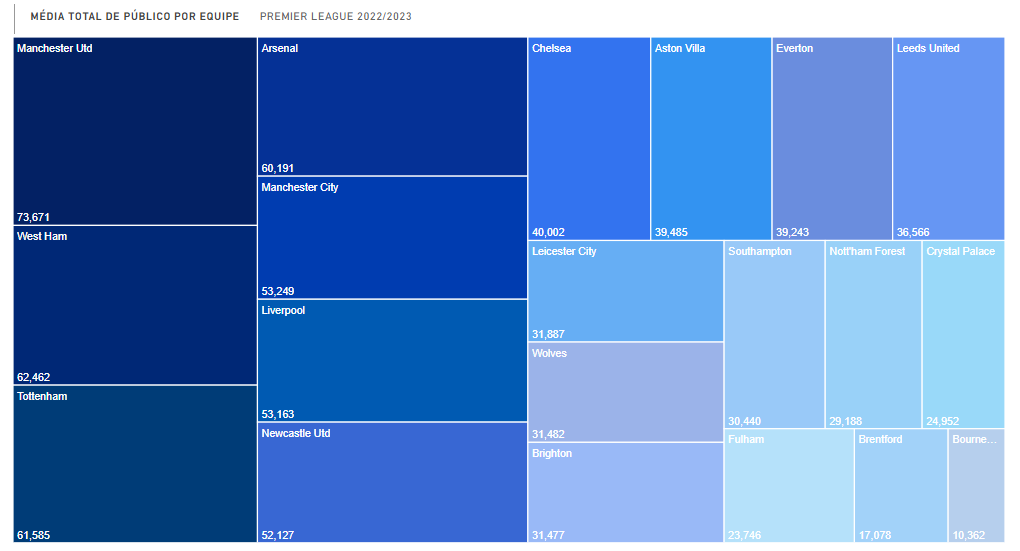 MÉDIA TOTAL DE PÚBLICO POR EQUIPE PREMIER LEAGUE 2022/2023
Manchester Utd
73,671
West Ham
62,462
Tottenham
61,585
Arsenal
60,191
Manchester City
53,249
Liverpool
53,163
Newcastle Utd
52,127
Chelsea
40,002
Aston Villa
39,485
Everton
39,243
Leeds United
36,566
Leicester City
31,887
Wolves
31,482
Brighton
31,477
Southampton
30,440
Nott'ham Forest
29,188
Crystal Palace
24,952
Fulham
23,746
Brentford
17,078
Bourne...
10,362